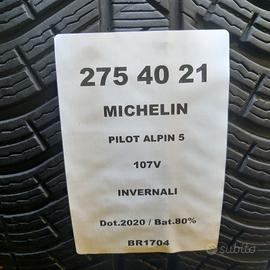 275 40 21
MICHELIN
PILOT ALPIN 5
107V
INVERNALI
Dot.2020 / Bat.80%
BR1704
subito